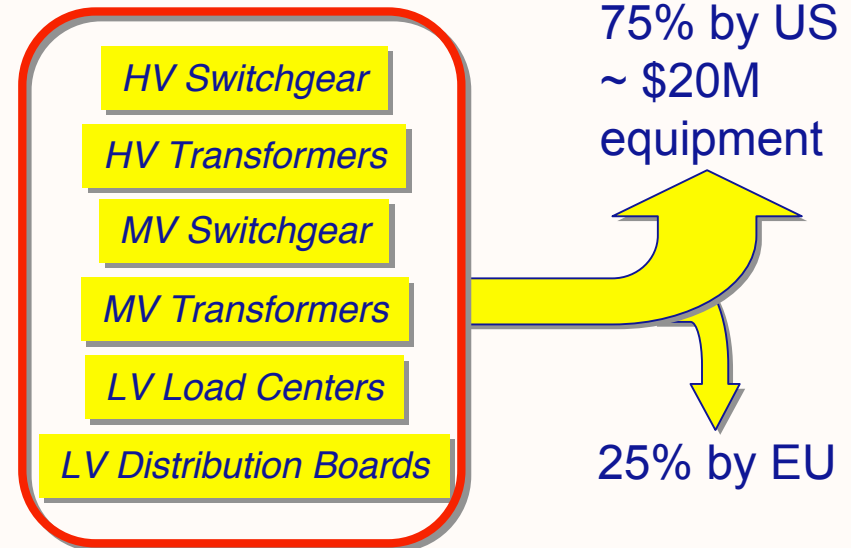 HV Switchgear
HV Transformers
MV Switchgear
MV Transformers
LV Load Centers
LV Distribution Boards
75% by US
~ $20M
equipment
25% by EU